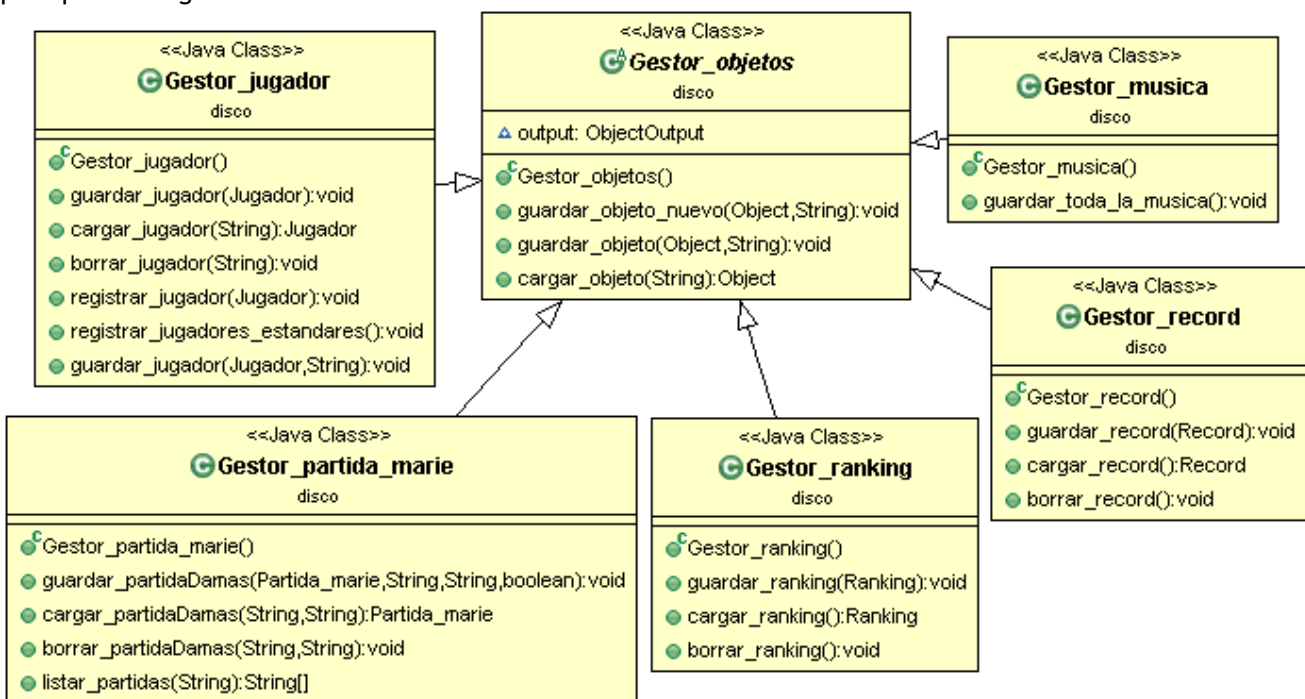 <<Java Class>>
Gestor_jugador
disco
Gestor_jugador()
guardar_jugador(Jugador):void
cargar_jugador(String):Jugador
borrar_jugador(String):void
registrar_jugador(Jugador):void
registrar_jugadores_estandares():void
guardar_jugador(Jugador,String):void
<<Java Class>>
Gestor_objetos
disco
output: ObjectOutput
Gestor_objetos()
guardar_objeto_nuevo(Object,String):void
guardar_objeto(Object,String):void
cargar_objeto(String):Object
<<Java Class>>
Gestor_musica
disco
Gestor_musica()
guardar_toda_la_musica():void
<<Java Class>>
Gestor_record
disco
Gestor_record()
guardar_record(Record):void
cargar_record():Record
borrar_record():void
<<Java Class>>
Gestor_partida_marie
disco
Gestor_partida_marie()
guardar_partidaDamas(Partida_marie,String,String,boolean):void
cargar_partidaDamas(String,String):Partida_marie
borrar_partidaDamas(String,String):void
listar_partidas(String):String[]
<<Java Class>>
Gestor_ranking
disco
Gestor_ranking()
guardar_ranking(Ranking):void
cargar_ranking():Ranking
borrar_ranking():void